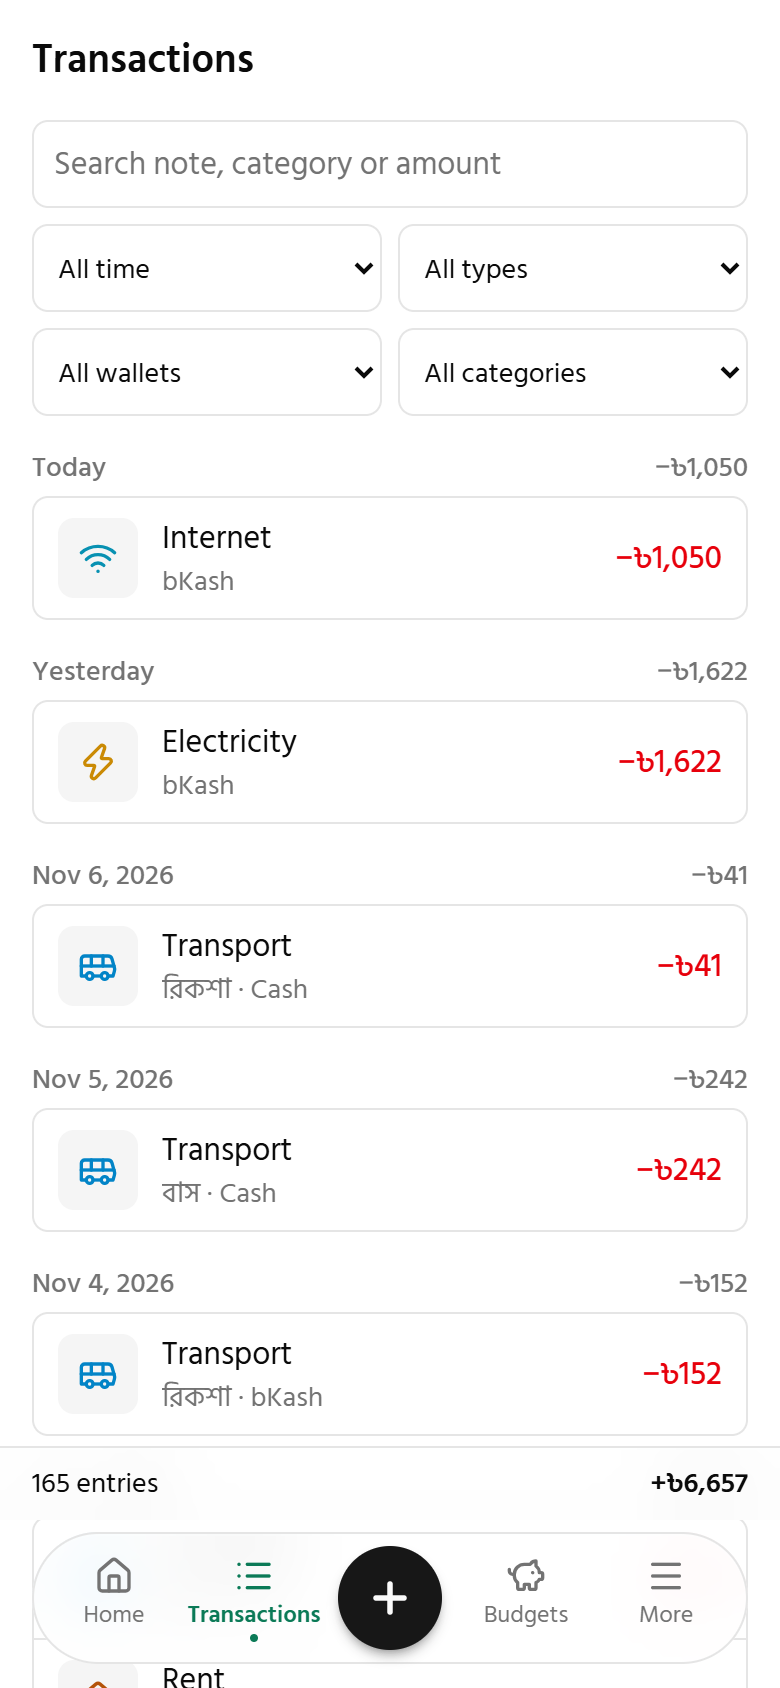 Transactions
Search note, category or amount
All time
All types
All wallets
All categories
Today −৳1,050
Internet
bKash
−৳1,050
Yesterday −৳1,622
Electricity
bKash
−৳1,622
Nov 6, 2026 −৳41
Transport
রিকশা · Cash
−৳41
Nov 5, 2026 −৳242
Transport
বাস · Cash
−৳242
Nov 4, 2026 −৳152
Transport
রিকশা · bKash
−৳152
165 entries +৳6,657
Home
Transactions
Budgets
More
Rent